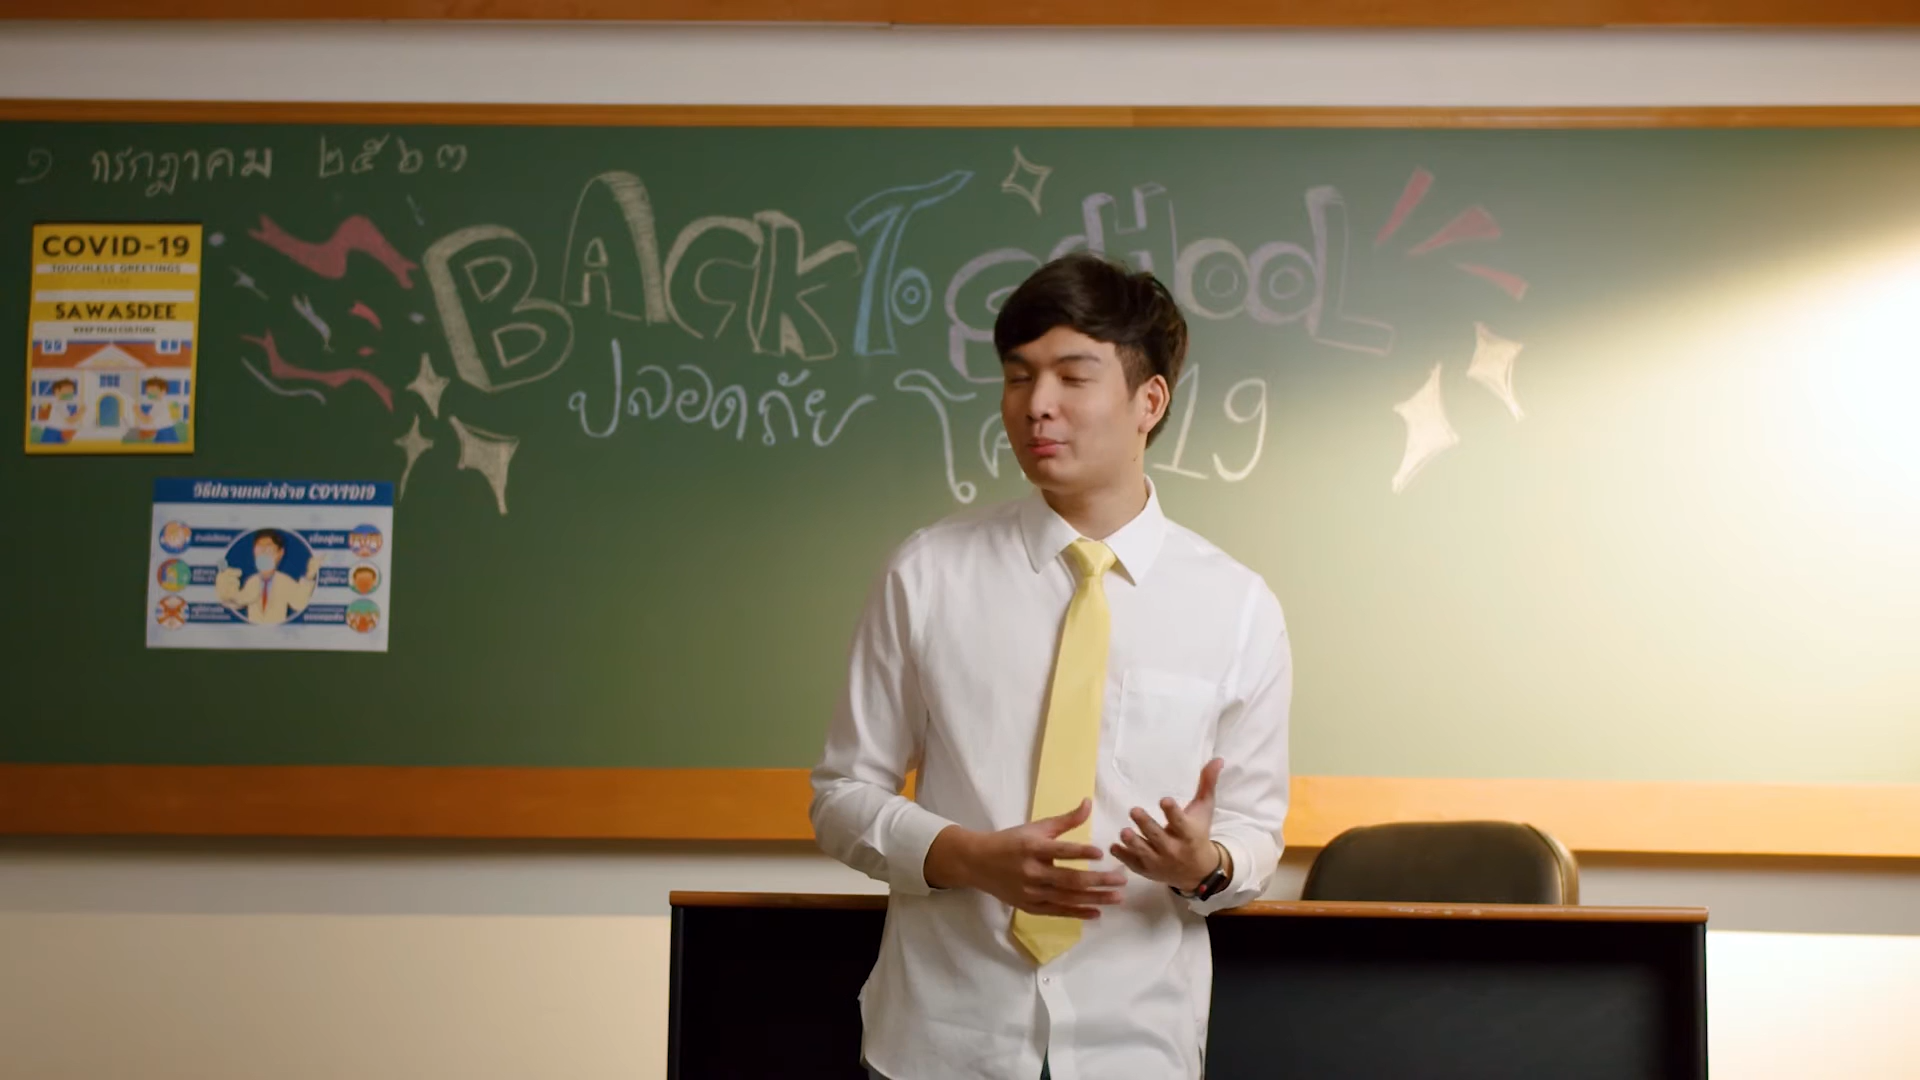 ๑ กรกฎาคม ๒๕๖๓
BACK TO SCHOOL
ปลอดภัย โค 19
COVID-19
TOUCHLESS GREETINGS
SAWASDEE
KEEP THAI CULTURE
วิธีปราบเหล่าร้าย COVID19